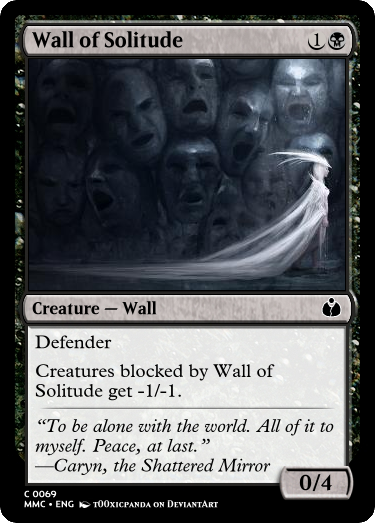 Wall of Solitude 1
Creature — Wall
Defender
Creatures blocked by Wall of
Solitude get -1/-1.
“To be alone with the world. All of it to
myself. Peace, at last.”
—Caryn, the Shattered Mirror
0/4
C 0069
MMC • ENG tOOxicpanda on DeviantArt